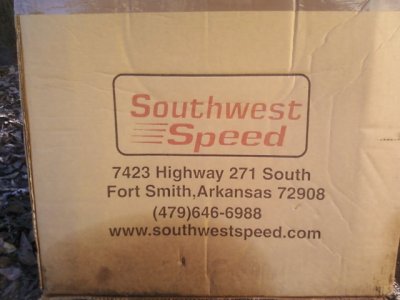 Southwest
Speed
7423 Highway 271 South
Fort Smith,Arkansas 72908
(479)646-6988
www.southwestspeed.com